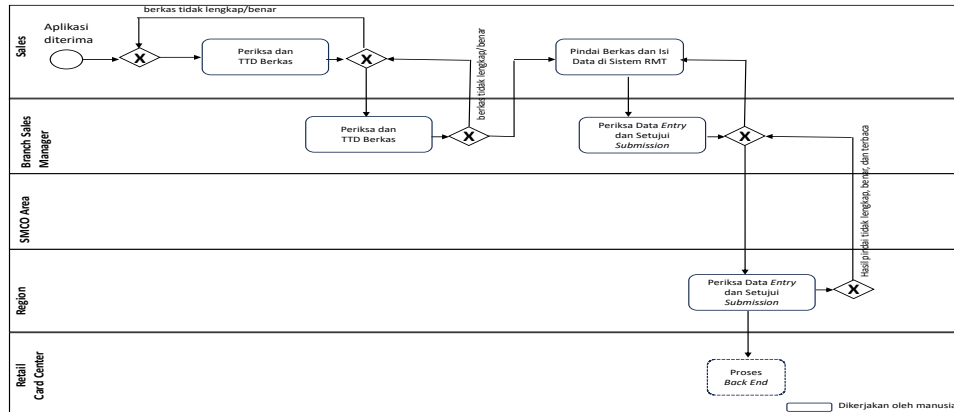 berkas tidak lengkap/benar
Sales
Aplikasi
diterima
X
Periksa dan
TTD Berkas
X
berkas tidak lengkap/benar
Pindai Berkas dan Isi
Data di Sistem RMT
Branch Sales
Manager
Periksa dan
TTD Berkas
X
Periksa Data Entry
dan Setujui
Submission
X
Hasil pindai tidak lengkap, benar, dan terbaca
SMCO Area
Region
Periksa Data Entry
dan Setujui
Submission
X
Retail
Card Center
Proses
Back End
Dikerjakan oleh manusia